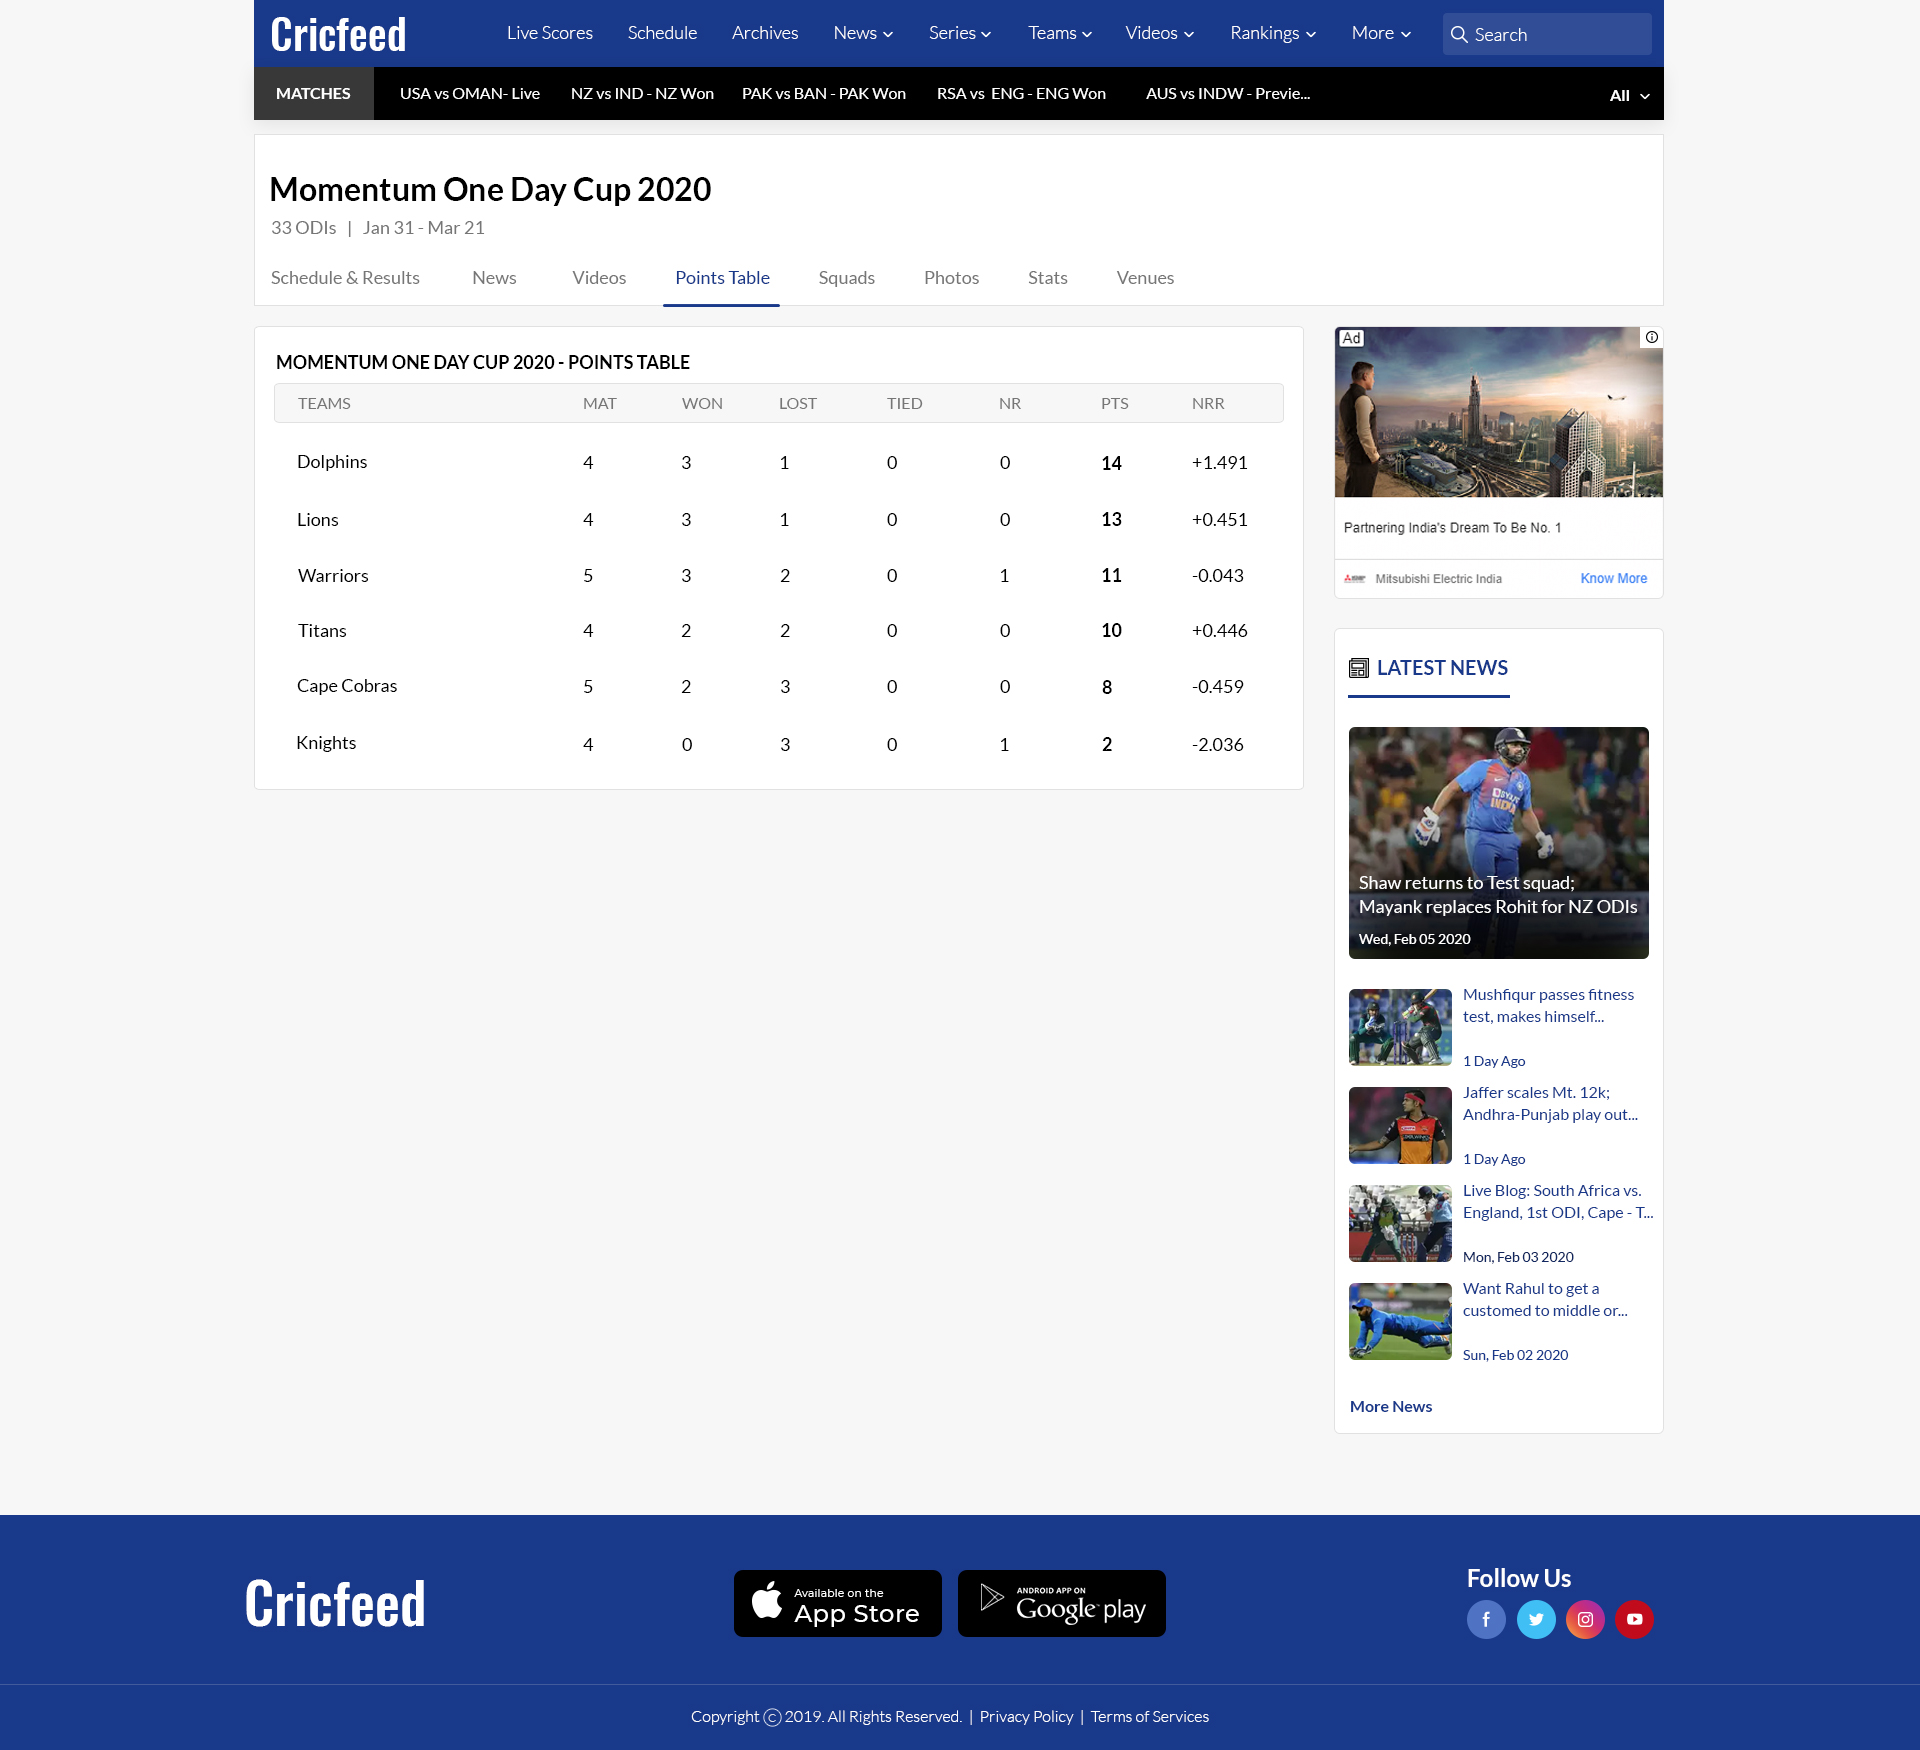 Cricfeed
Live Scores Schedule Archives News Series Teams Videos Rankings More Search
MATCHES USA vs OMAN- Live NZ vs IND - NZ Won PAK vs BAN - PAK Won RSA vs ENG - ENG Won AUS vs INDW - Previe... All
Momentum One Day Cup 2020
33 ODIs | Jan 31 - Mar 21
Schedule & Results News Videos Points Table Squads Photos Stats Venues
MOMENTUM ONE DAY CUP 2020 - POINTS TABLE
TEAMS MAT WON LOST TIED NR PTS NRR
Dolphins 4 3 1 0 0 14 +1.491
Lions 4 3 1 0 0 13 +0.451
Warriors 5 3 2 0 1 11 -0.043
Titans 4 2 2 0 0 10 +0.446
Cape Cobras 5 2 3 0 0 8 -0.459
Knights 4 0 3 0 1 2 -2.036
Ad
Partnering India's Dream To Be No. 1
Mitsubishi Electric India Know More
LATEST NEWS
INDIA
Shaw returns to Test squad;
Mayank replaces Rohit for NZ ODIs
Wed, Feb 05 2020
Mushfiqur passes fitness
test, makes himself...
1 Day Ago
Jaffer scales Mt. 12k;
Andhra-Punjab play out...
1 Day Ago
Live Blog: South Africa vs.
England, 1st ODI, Cape - T...
Mon, Feb 03 2020
Want Rahul to get a
customed to middle or...
Sun, Feb 02 2020
More News
Cricfeed
Available on the
App Store
ANDROID APP ON
Google play
Follow Us
Copyright © 2019. All Rights Reserved. | Privacy Policy | Terms of Services